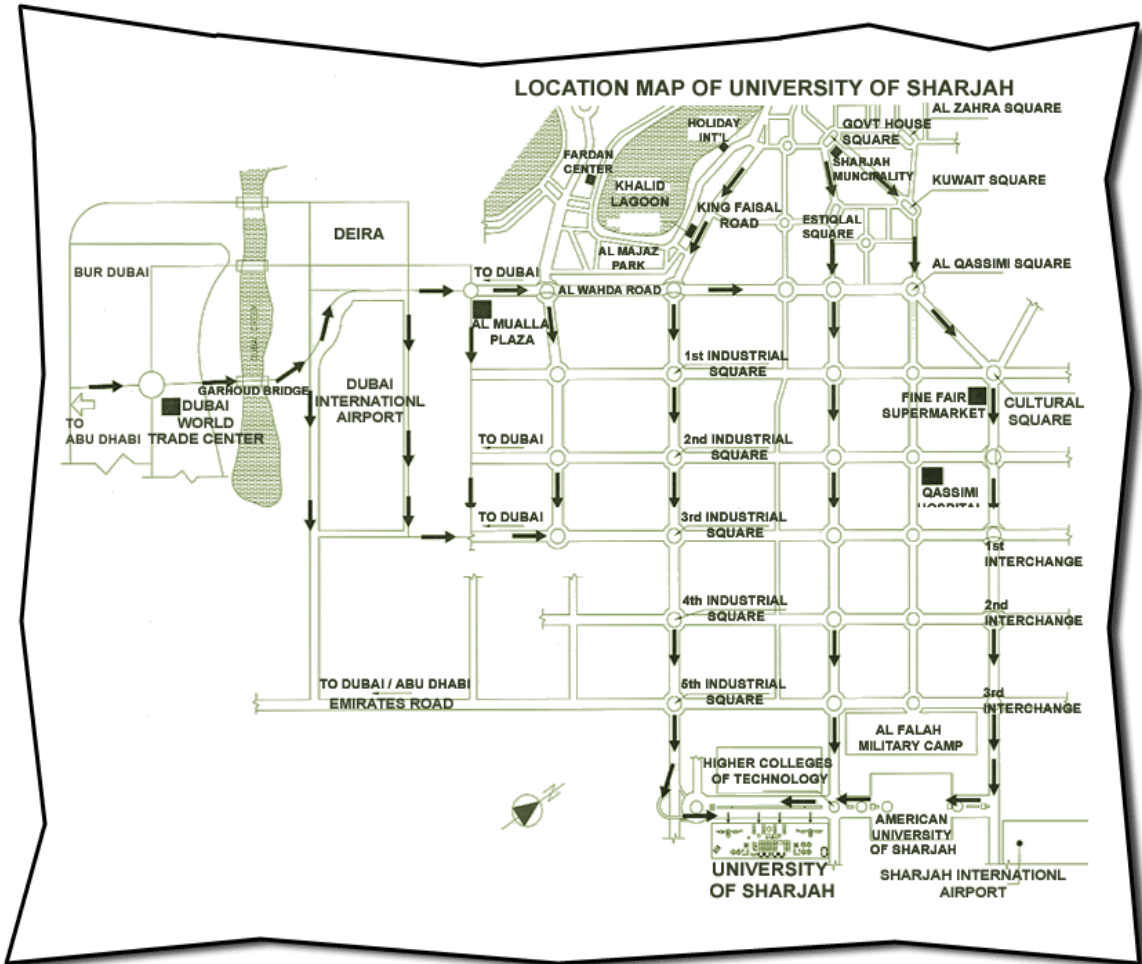 LOCATION MAP OF UNIVERSITY OF SHARJAH
AL ZAHRA SQUARE
HOLIDAY
INT'L
GOVT HOUSE
SQUARE
FARDAN
CENTER
SHARJAH
MUNCIPALITY
KHALID
LAGOON
KUWAIT SQUARE
KING FAISAL
ROAD
ESTIQLAL
SQUARE
DEIRA
AL MAJAZ
PARK
BUR DUBAI
TO DUBAI
AL QASSIMI SQUARE
AL WAHDA ROAD
AL MUALLA
PLAZA
1st INDUSTRIAL
SQUARE
GARHOUD BRIDGE
DUBAI
INTERNATIONL
AIRPORT
FINE FAIR
SUPERMARKET
CULTURAL
SQUARE
TO
ABU DHABI
DUBAI
WORLD
TRADE CENTER
TO DUBAI
2nd INDUSTRIAL
SQUARE
QASSIMI
HOSPITAL
TO DUBAI
3rd INDUSTRIAL
SQUARE
1st
INTERCHANGE
4th INDUSTRIAL
SQUARE
2nd
INTERCHANGE
TO DUBAI / ABU DHABI
EMIRATES ROAD
5th INDUSTRIAL
SQUARE
3rd
INTERCHANGE
AL FALAH
MILITARY CAMP
HIGHER COLLEGES
OF TECHNOLOGY
AMERICAN
UNIVERSITY
OF SHARJAH
UNIVERSITY
OF SHARJAH
SHARJAH INTERNATIONL
AIRPORT